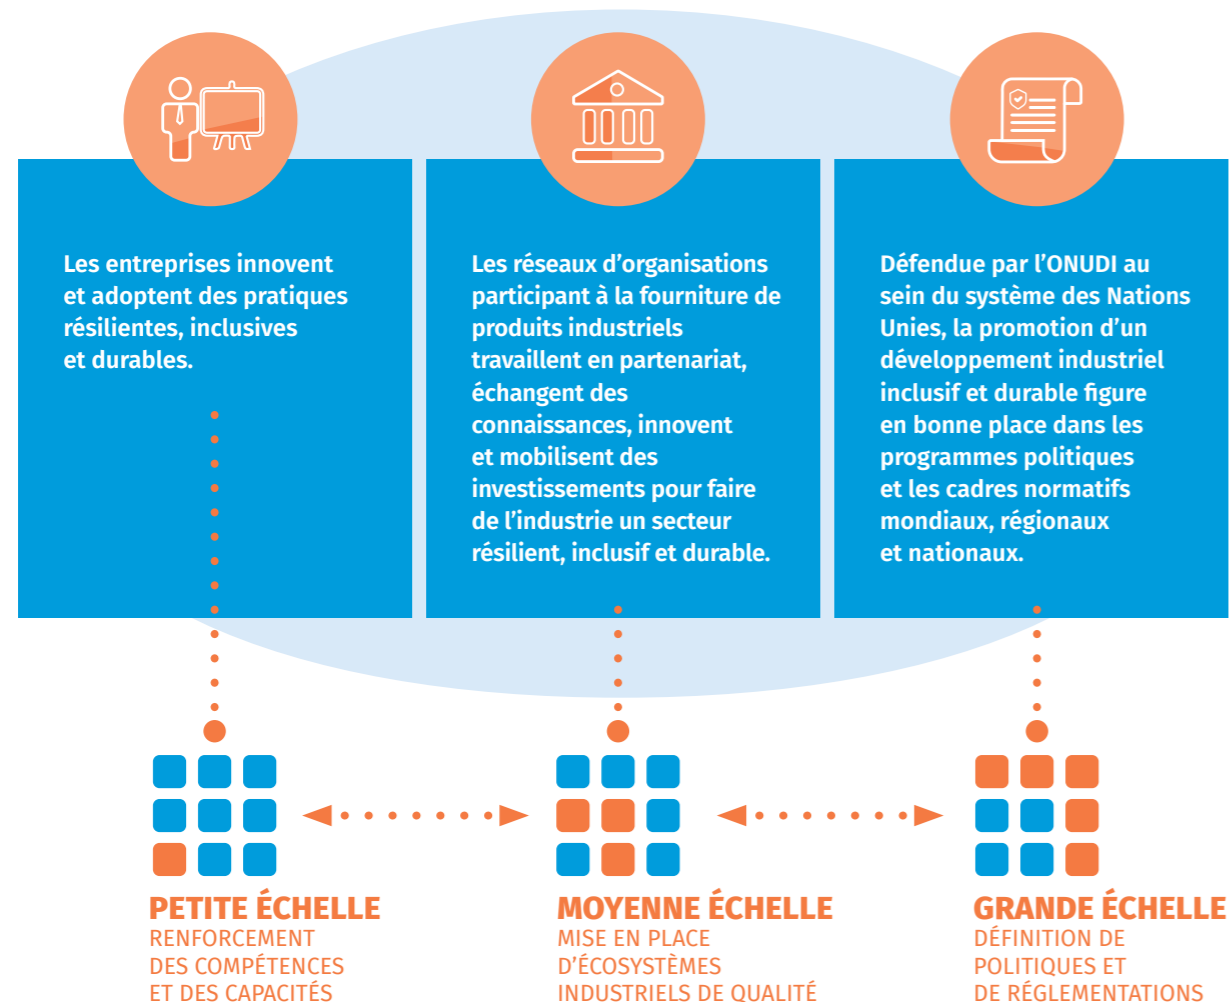 Les entreprises innovent
et adoptent des pratiques
résilientes, inclusives
et durables.
Les réseaux d’organisations
participant à la fourniture de
produits industriels
travaillent en partenariat,
échangent des
connaissances, innovent
et mobilisent des
investissements pour faire
de l’industrie un secteur
résilient, inclusif et durable.
Défendue par l’ONUDI au
sein du système des Nations
Unies, la promotion d’un
développement industriel
inclusif et durable figure
en bonne place dans les
programmes politiques
et les cadres normatifs
mondiaux, régionaux
et nationaux.
PETITE ÉCHELLE
RENFORCEMENT
DES COMPÉTENCES
ET DES CAPACITÉS
MOYENNE ÉCHELLE
MISE EN PLACE
D’ÉCOSYSTÈMES
INDUSTRIELS DE QUALITÉ
GRANDE ÉCHELLE
DÉFINITION DE
POLITIQUES ET
DE RÉGLEMENTATIONS